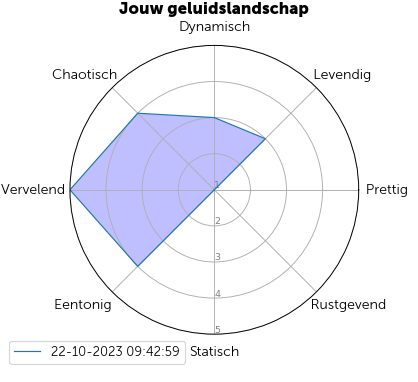 Jouw geluidslandschap
Dynamisch
Chaotisch
Levendig
Vervelend
1
Prettig
2
3
Eentonig
4
Rustgevend
5
22-10-2023 09:42:59
Statisch